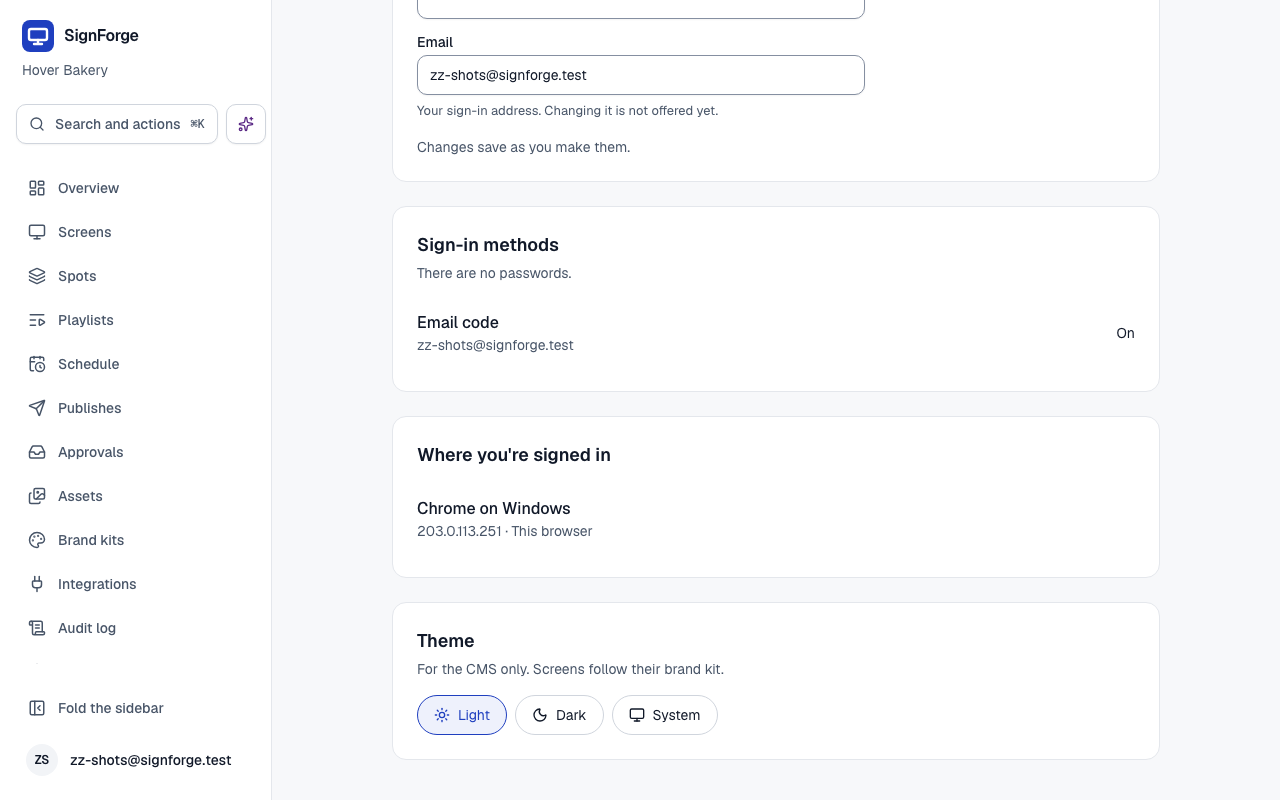 SignForge
Hover Bakery
Search and actions ⌘K
Overview
Screens
Spots
Playlists
Schedule
Publishes
Approvals
Assets
Brand kits
Integrations
Audit log
Fold the sidebar
ZS zz-shots@signforge.test
Email
zz-shots@signforge.test
Your sign-in address. Changing it is not offered yet.
Changes save as you make them.
Sign-in methods
There are no passwords.
Email code
zz-shots@signforge.test
On
Where you're signed in
Chrome on Windows
203.0.113.251 · This browser
Theme
For the CMS only. Screens follow their brand kit.
Light Dark System